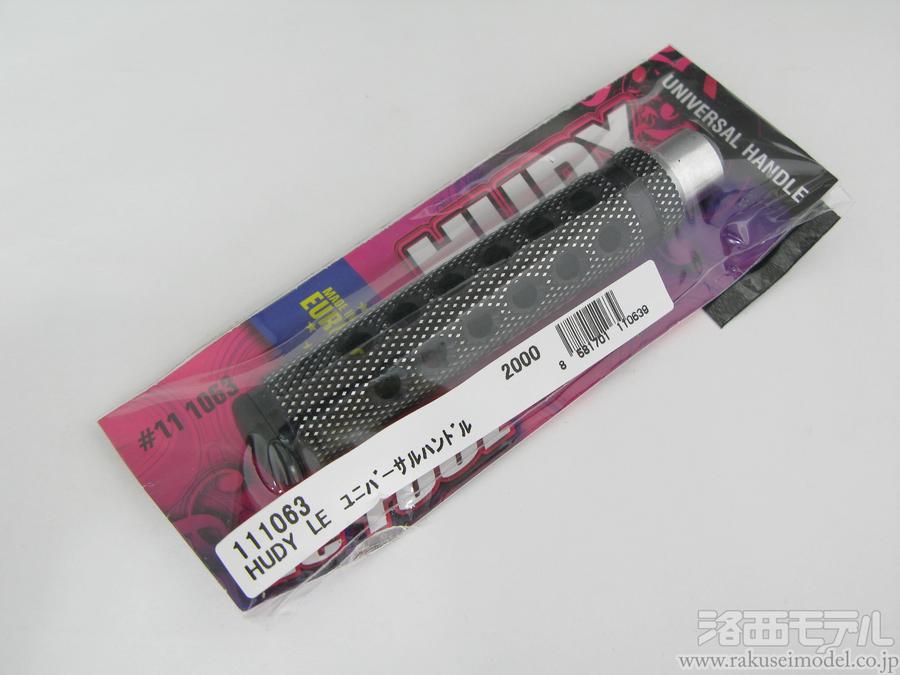 UNIVERSAL HANDLE
HUDY
MADE IN
EURO
#11 1063
TOOL
111063
HUDY LE ﾕﾆﾊﾞｰｻﾙﾊﾝﾄﾞﾙ
2000
8 581701 110639
洛西モデル
www.rakuseimodel.co.jp